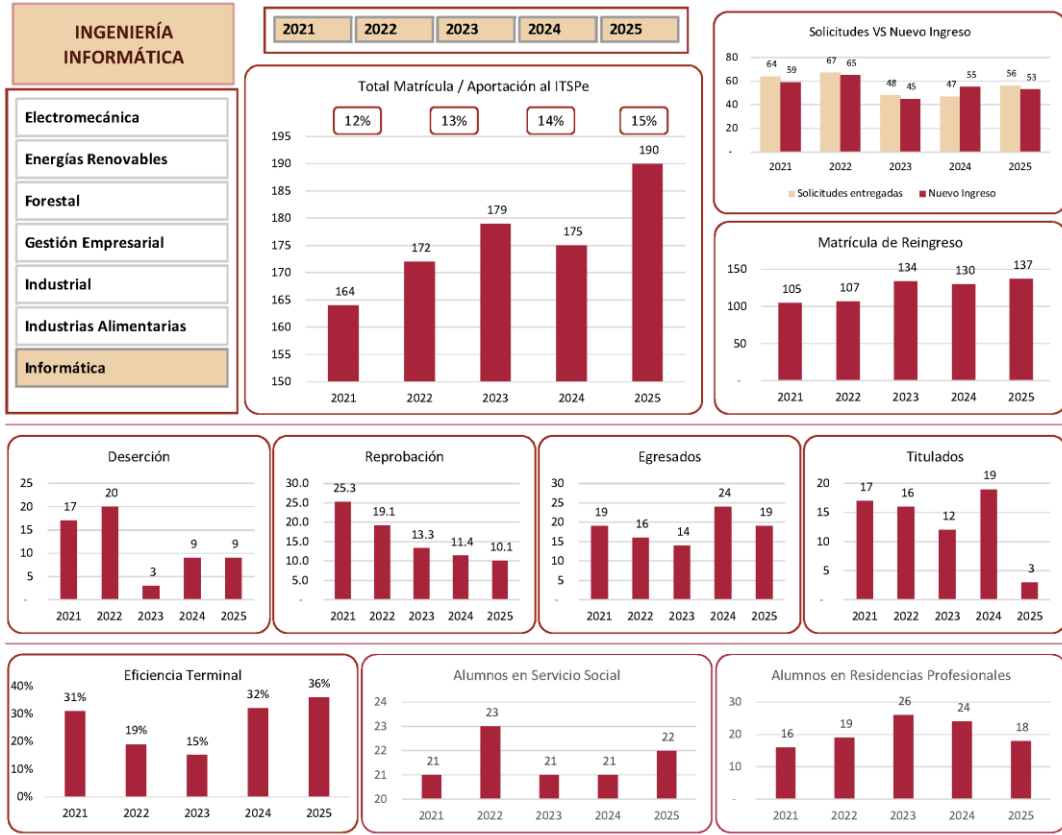 INGENIERÍA
INFORMÁTICA
2021 2022 2023 2024 2025
Electromecánica
Energías Renovables
Forestal
Gestión Empresarial
Industrial
Industrias Alimentarias
Informática
Total Matrícula / Aportación al ITSPe
12% 13% 14% 15%
195
190
185
180
175
170
165
160
155
150
164 172 179 175 190
2021 2022 2023 2024 2025
Solicitudes VS Nuevo Ingreso
80
60
40
20
-
64 59 67 65 48 45 47 55 56 53
2021 2022 2023 2024 2025
Solicitudes entregadas Nuevo Ingreso
Matrícula de Reingreso
150
100
50
-
105 107 134 130 137
2021 2022 2023 2024 2025
Deserción
25
20
15
10
5
-
17 20 3 9 9
2021 2022 2023 2024 2025
Reprobación
30.0
25.0
20.0
15.0
10.0
5.0
-
25.3 19.1 13.3 11.4 10.1
2021 2022 2023 2024 2025
Egresados
30
25
20
15
10
5
-
19 16 14 24 19
2021 2022 2023 2024 2025
Titulados
20
15
10
5
-
17 16 12 19 3
2021 2022 2023 2024 2025
Eficiencia Terminal
40%
30%
20%
10%
0%
31% 19% 15% 32% 36%
2021 2022 2023 2024 2025
Alumnos en Servicio Social
24
23
22
21
20
21 23 21 21 22
2021 2022 2023 2024 2025
Alumnos en Residencias Profesionales
30
20
10
-
16 19 26 24 18
2021 2022 2023 2024 2025